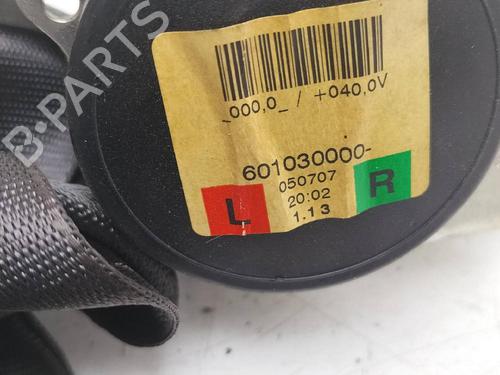 B-PARTS
_000,0_ / +040,0V
601030000-
050707
20:02
1.13
L
R